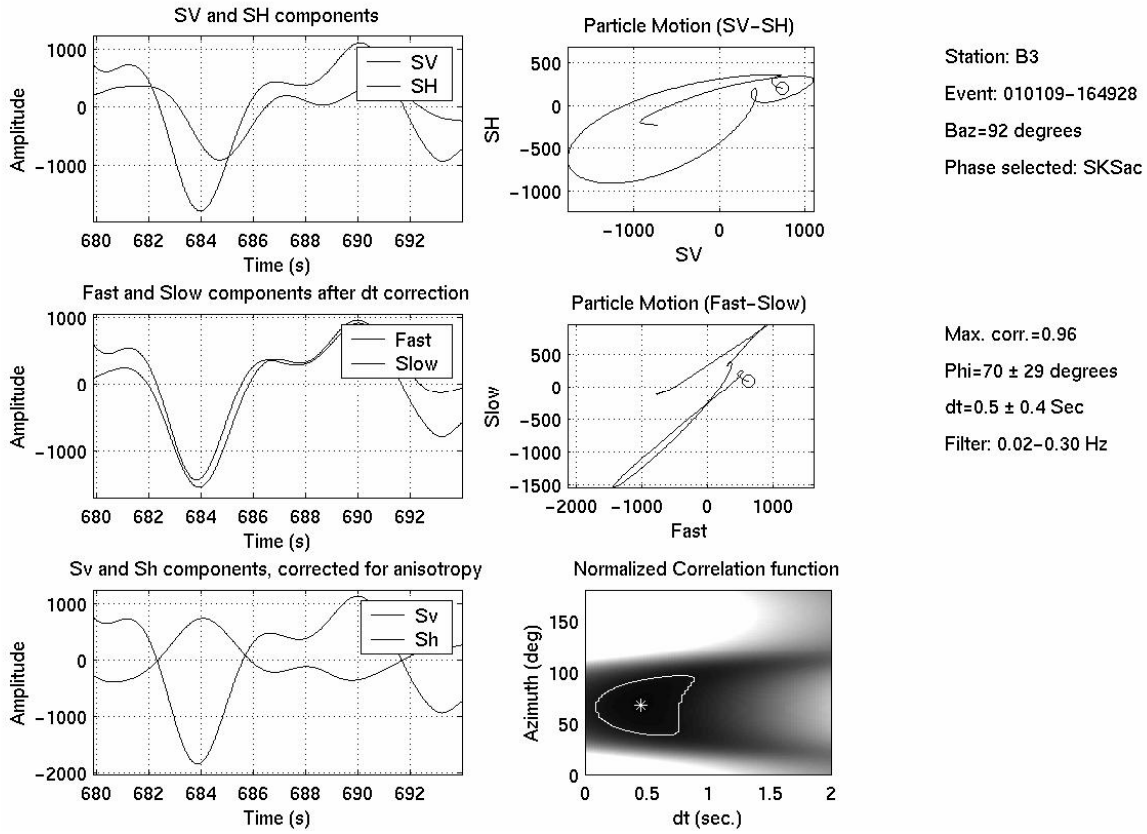 SV and SH components
1000
0
−1000
Amplitude
SV
SH
680 682 684 686 688 690 692
Time (s)
Particle Motion (SV−SH)
500
0
−500
−1000
SH
−1000 0 1000
SV
Station: B3
Event: 010109−164928
Baz=92 degrees
Phase selected: SKSac
Fast and Slow components after dt correction
1000
0
−1000
Amplitude
Fast
Slow
680 682 684 686 688 690 692
Time (s)
Particle Motion (Fast−Slow)
500
0
−500
−1000
−1500
Slow
−2000 −1000 0 1000
Fast
Max. corr.=0.96
Phi=70 ± 29 degrees
dt=0.5 ± 0.4 Sec
Filter: 0.02−0.30 Hz
Sv and Sh components, corrected for anisotropy
1000
0
−1000
−2000
Amplitude
Sv
Sh
680 682 684 686 688 690 692
Time (s)
Normalized Correlation function
150
100
50
0
Azimuth (deg)
0 0.5 1 1.5 2
dt (sec.)